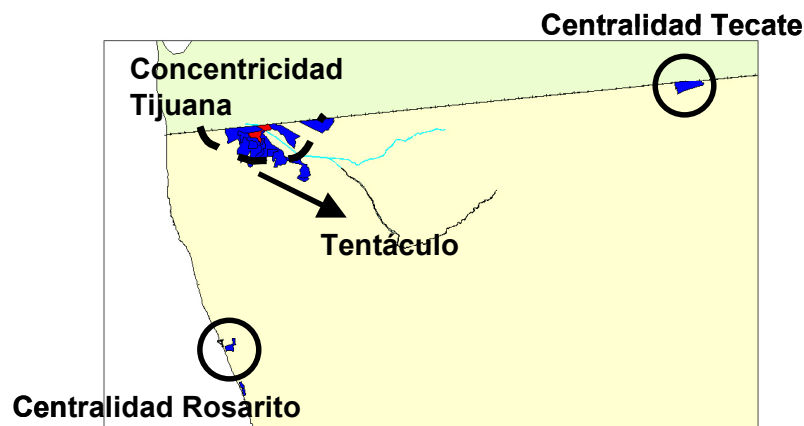 Centralidad Tecate
Concentricidad
Tijuana
Tentáculo
Centralidad Rosarito